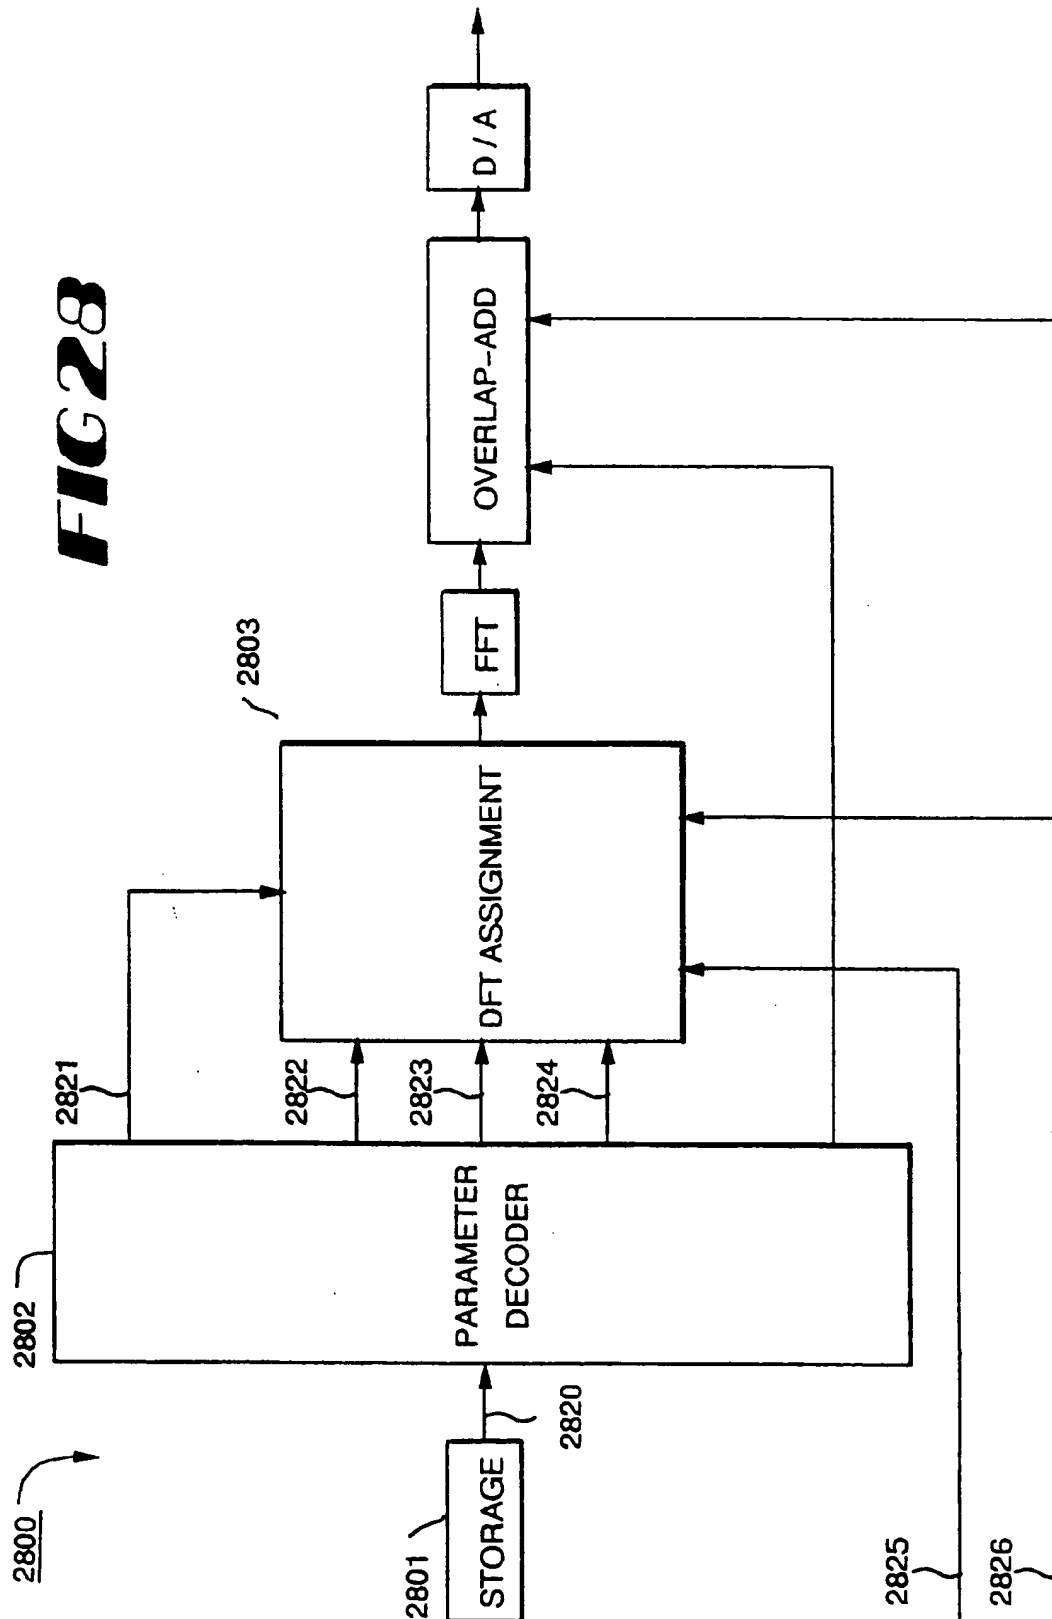 FIG 28
2800
2802
2821
2803
2801
STORAGE
2820
PARAMETER
DECODER
2822
2823
2824
DFT ASSIGNMENT
FFT
OVERLAP-ADD
D / A
2825
2826